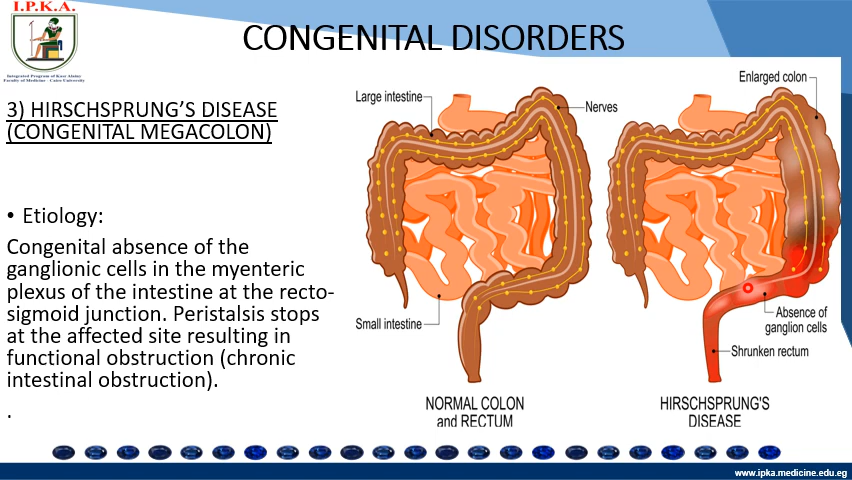 I.P.K.A.
Integrated Program of Kasr Alainy
Faculty of Medicine - Cairo University
CONGENITAL DISORDERS
3) HIRSCHSPRUNG’S DISEASE
(CONGENITAL MEGACOLON)
• Etiology:
Congenital absence of the
ganglionic cells in the myenteric
plexus of the intestine at the recto-
sigmoid junction. Peristalsis stops
at the affected site resulting in
functional obstruction (chronic
intestinal obstruction).
.
Large intestine
Nerves
Small intestine
NORMAL COLON
and RECTUM
Enlarged colon
Absence of
ganglion cells
Shrunken rectum
HIRSCHSPRUNG'S
DISEASE
www.ipka.medicine.edu.eg